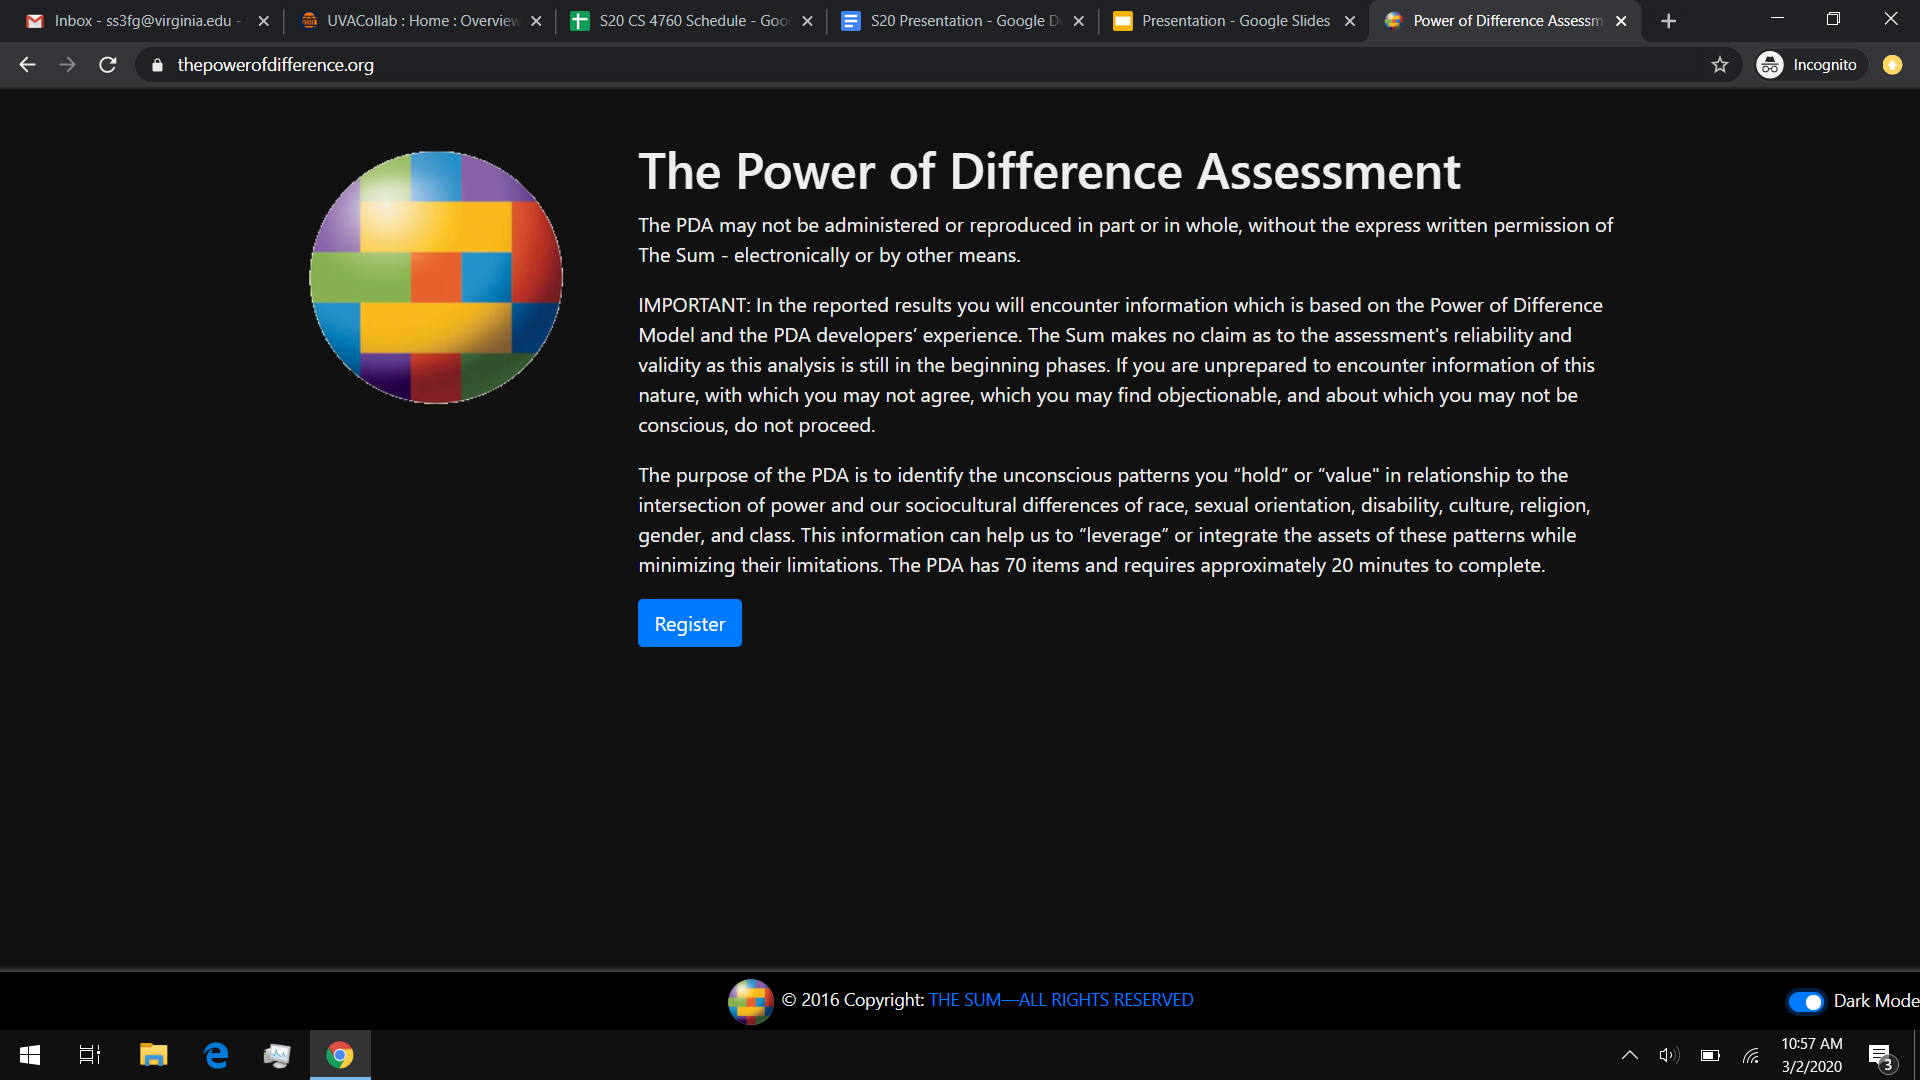 Inbox - ss3fg@virginia.edu -
UVACollab : Home : Overview
S20 CS 4760 Schedule - Goo
S20 Presentation - Google D
Presentation - Google Slides
Power of Difference Assessm
thepowerofdifference.org
Incognito
The Power of Difference Assessment
The PDA may not be administered or reproduced in part or in whole, without the express written permission of
The Sum - electronically or by other means.
IMPORTANT: In the reported results you will encounter information which is based on the Power of Difference
Model and the PDA developers’ experience. The Sum makes no claim as to the assessment's reliability and
validity as this analysis is still in the beginning phases. If you are unprepared to encounter information of this
nature, with which you may not agree, which you may find objectionable, and about which you may not be
conscious, do not proceed.
The purpose of the PDA is to identify the unconscious patterns you “hold” or “value" in relationship to the
intersection of power and our sociocultural differences of race, sexual orientation, disability, culture, religion,
gender, and class. This information can help us to “leverage” or integrate the assets of these patterns while
minimizing their limitations. The PDA has 70 items and requires approximately 20 minutes to complete.
Register
© 2016 Copyright: THE SUM—ALL RIGHTS RESERVED
Dark Mode
10:57 AM
3/2/2020
3